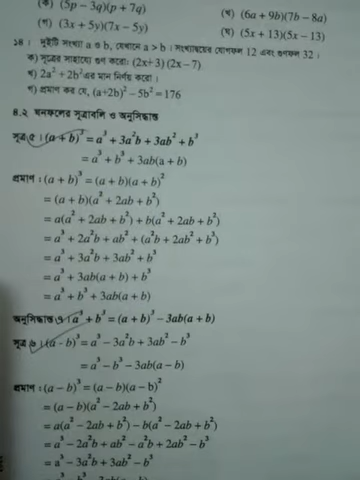 (ক) (5p − 3q)(p + 7q)
(খ) (6a + 9b)(7b − 8a)
(গ) (3x + 5y)(7x − 5y)
(ঘ) (5x + 13)(5x − 13)
১৪। দুইটি সংখ্যা a ও b, যেখানে a > b। সংখ্যাদ্বয়ের যোগফল 12 এবং গুণফল 32।
ক) সূত্রের সাহায্যে গুণ করো: (2x+3) (2x−7)
খ) 2a² + 2b² এর মান নির্ণয় করো।
গ) প্রমাণ কর যে, (a+2b)² − 5b² = 176
৪.২ ঘনফলের সূত্রাবলি ও অনুসিদ্ধান্ত
সূত্র ৫। (a + b)³ = a³ + 3a²b + 3ab² + b³
= a³ + b³ + 3ab(a + b)
প্রমাণ : (a + b)³ = (a + b)(a + b)²
= (a + b)(a² + 2ab + b²)
= a(a² + 2ab + b²) + b(a² + 2ab + b²)
= a³ + 2a²b + ab² + (a²b + 2ab² + b³)
= a³ + 3a²b + 3ab² + b³
= a³ + 3ab(a + b) + b³
= a³ + b³ + 3ab(a + b)
অনুসিদ্ধান্ত ৩। a³ + b³ = (a + b)³ − 3ab(a + b)
সূত্র ৬। (a − b)³ = a³ − 3a²b + 3ab² − b³
= a³ − b³ − 3ab(a − b)
প্রমাণ : (a − b)³ = (a − b)(a − b)²
= (a − b)(a² − 2ab + b²)
= a(a² − 2ab + b²) − b(a² − 2ab + b²)
= a³ − 2a²b + ab² − a²b + 2ab² − b³
= a³ − 3a²b + 3ab² − b³